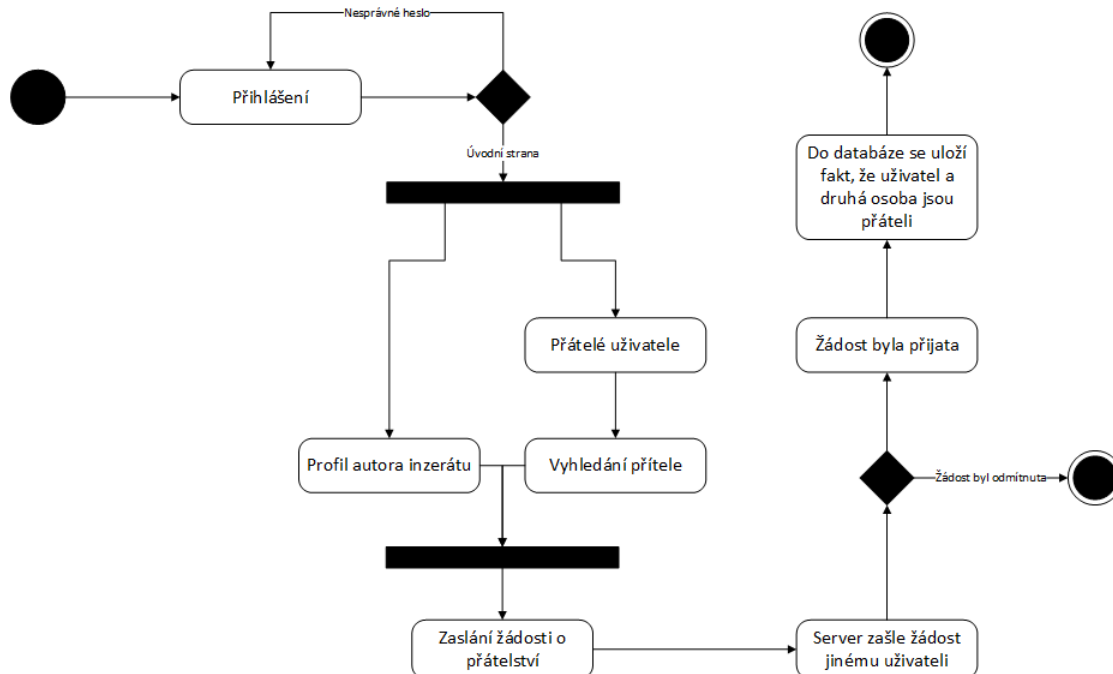 Nesprávné heslo
Přihlášení
Úvodní strana
Přátelé uživatele
Profil autora inzerátu
Vyhledání přítele
Zaslání žádosti o
přátelství
Server zašle žádost
jinému uživateli
Žádost byl odmítnuta
Žádost byla přijata
Do databáze se uloží
fakt, že uživatel a
druhá osoba jsou
přáteli